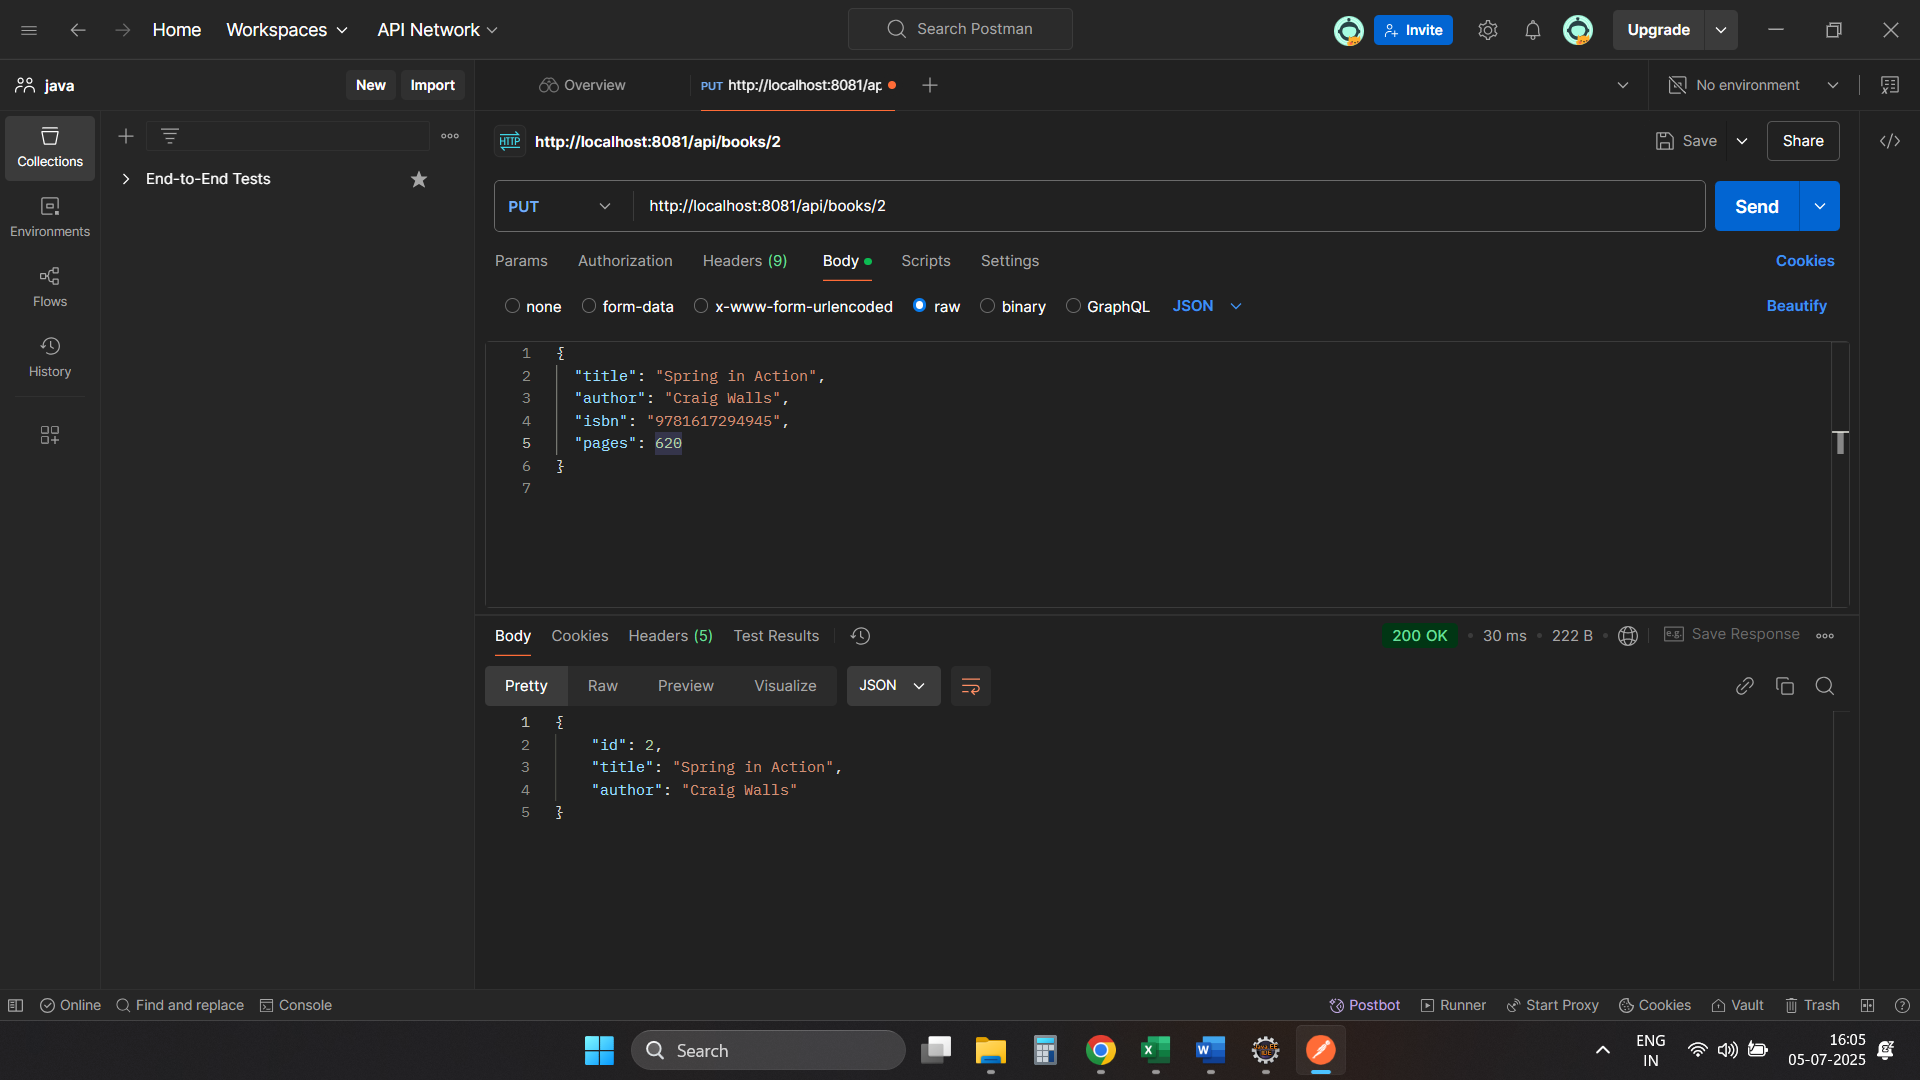 Home Workspaces API Network Search Postman Invite Upgrade
java New Import Overview PUT http://localhost:8081/ap No environment
Collections
Environments
Flows
History
End-to-End Tests
HTTP http://localhost:8081/api/books/2 Save Share
PUT http://localhost:8081/api/books/2 Send
Params Authorization Headers (9) Body Scripts Settings Cookies
none form-data x-www-form-urlencoded raw binary GraphQL JSON Beautify
1 {
2 "title": "Spring in Action",
3 "author": "Craig Walls",
4 "isbn": "9781617294945",
5 "pages": 620
6 }
7
Body Cookies Headers (5) Test Results 200 OK 30 ms 222 B e.g. Save Response
Pretty Raw Preview Visualize JSON
1 {
2 "id": 2,
3 "title": "Spring in Action",
4 "author": "Craig Walls"
5 }
Online Find and replace Console Postbot Runner Start Proxy Cookies Vault Trash
Search ENG 16:05
IN 05-07-2025